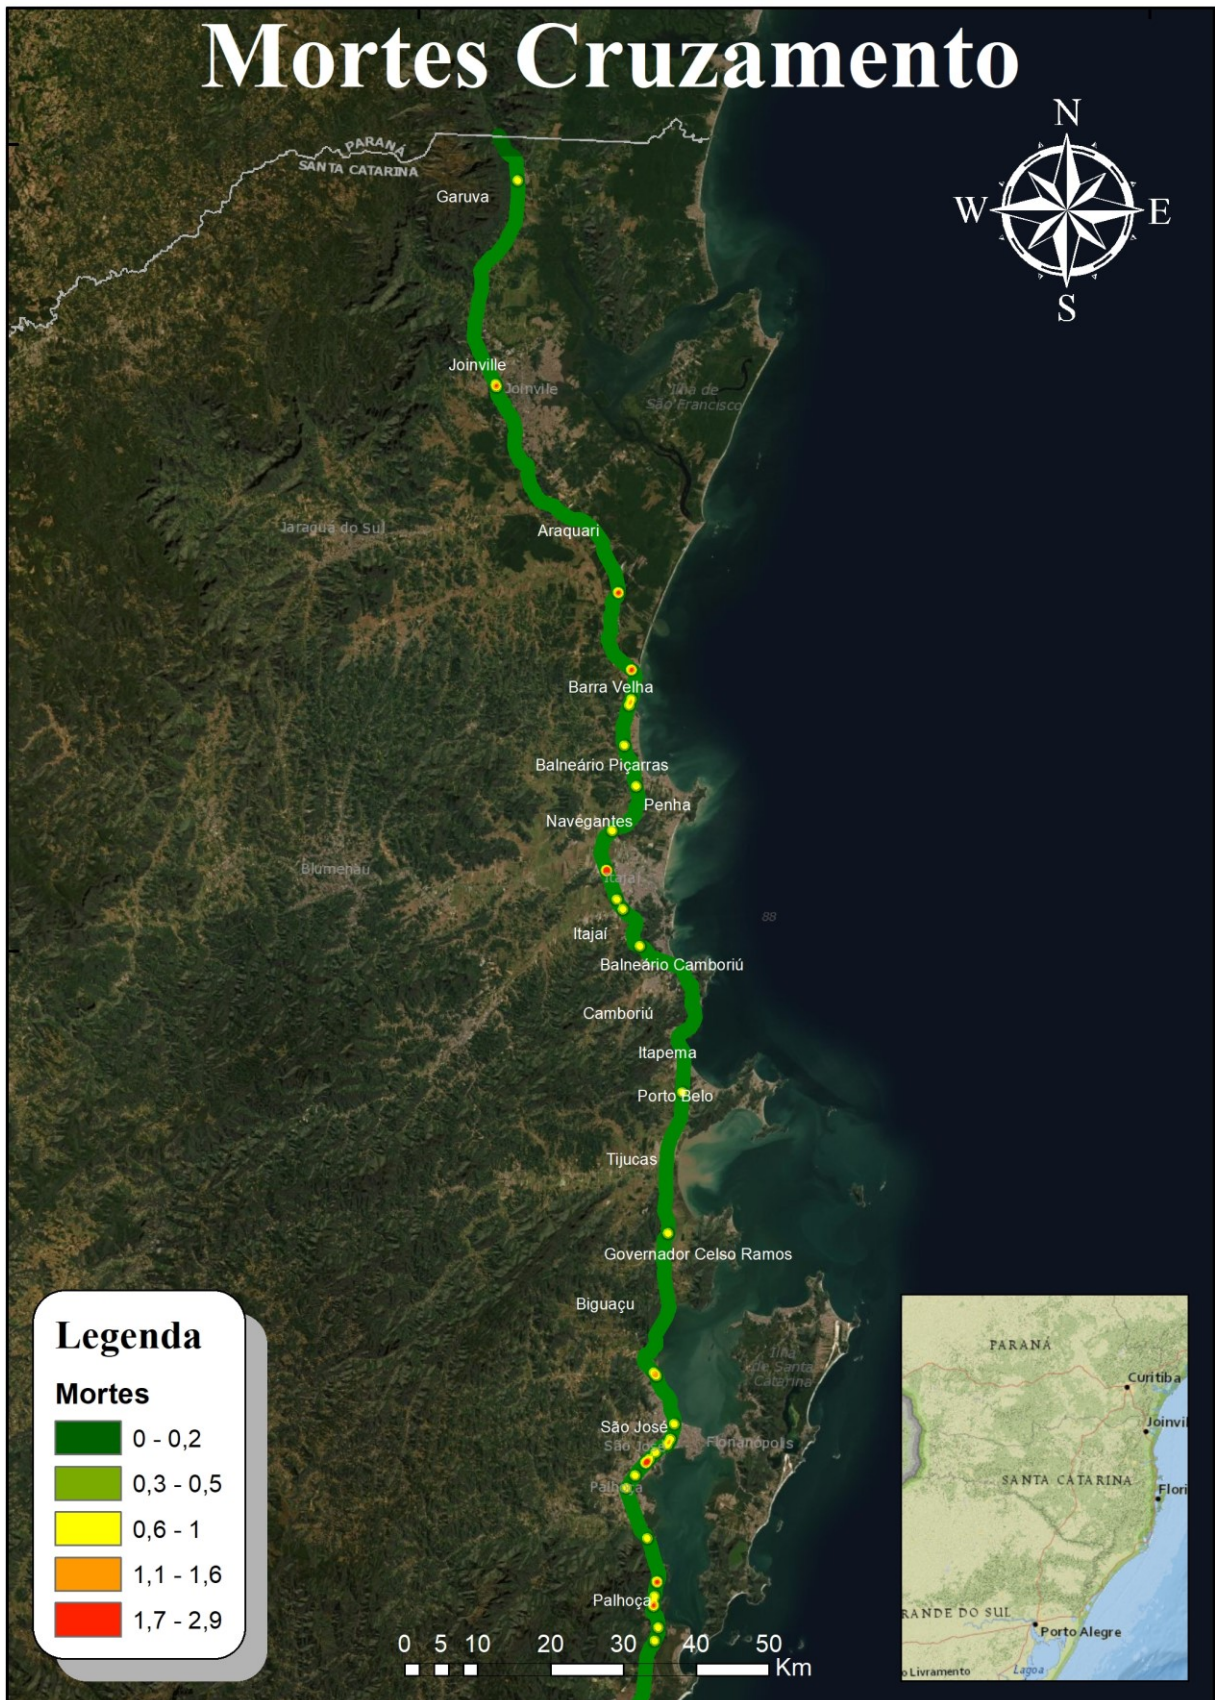 Mortes Cruzamento
N
W
E
S
PARANÁ
SANTA CATARINA
Garuva
Joinville
Joinvile
Ilha de
São Francisco
Jaraguá do Sul
Araquari
Barra Velha
Balneário Piçarras
Penha
Navegantes
Blumenau
Itajaí
88
Itajaí
Balneário Camboriú
Camboriú
Itapema
Porto Belo
Tijucas
Governador Celso Ramos
Biguaçu
Ilha
de Santa
Catarina
São José
São José
Florianópolis
Palhoça
Palhoça
0 5 10 20 30 40 50
Km
Legenda
Mortes
0 - 0,2
0,3 - 0,5
0,6 - 1
1,1 - 1,6
1,7 - 2,9
PARANÁ
Curitiba
Joinvil
SANTA CATARINA
Flori
RANDE DO SUL
Porto Alegre
o Livramento
Lagoa